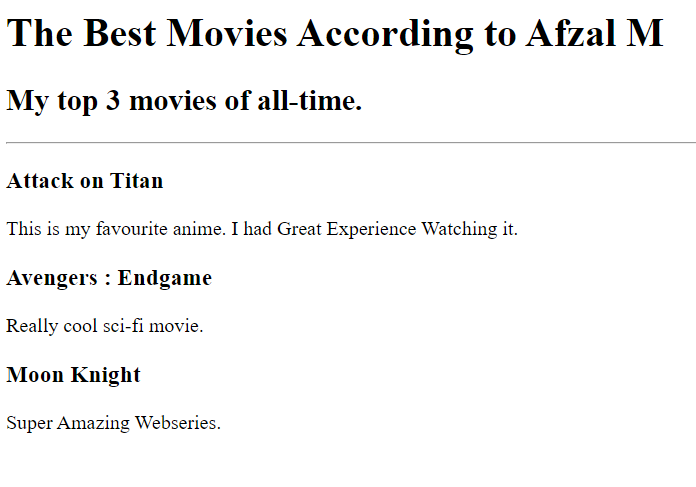 The Best Movies According to Afzal M
My top 3 movies of all-time.
Attack on Titan
This is my favourite anime. I had Great Experience Watching it.
Avengers : Endgame
Really cool sci-fi movie.
Moon Knight
Super Amazing Webseries.